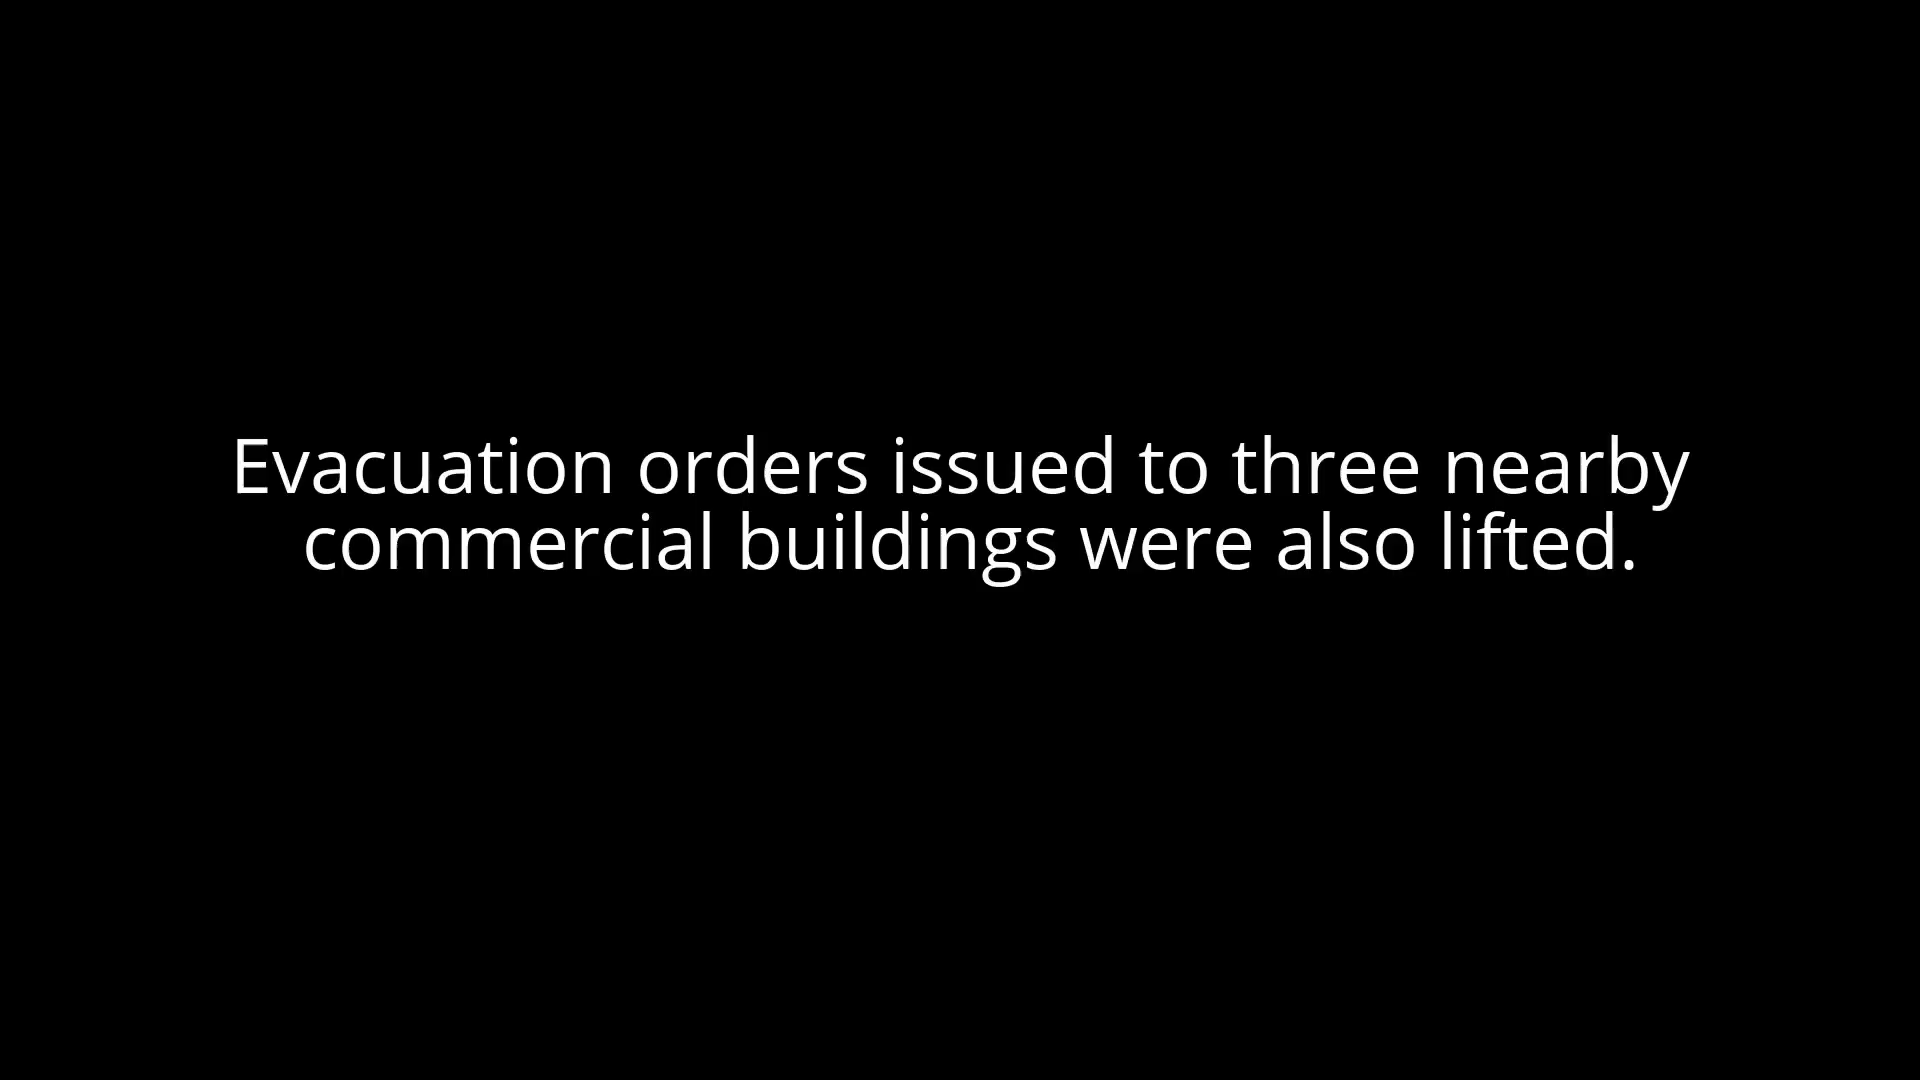 Evacuation orders issued to three nearby
commercial buildings were also lifted.